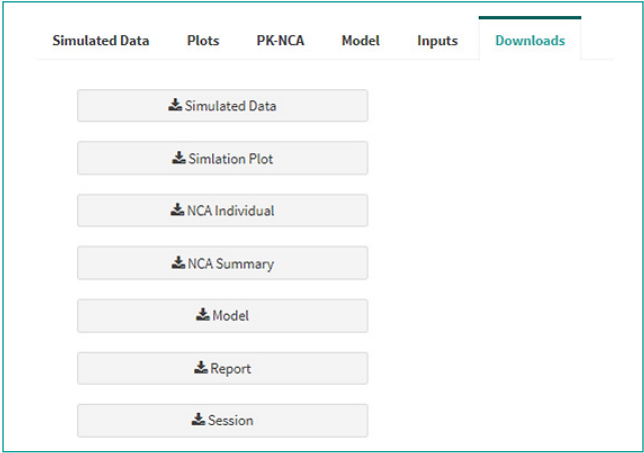 Simulated Data Plots PK-NCA Model Inputs Downloads
Simulated Data
Simlation Plot
NCA Individual
NCA Summary
Model
Report
Session